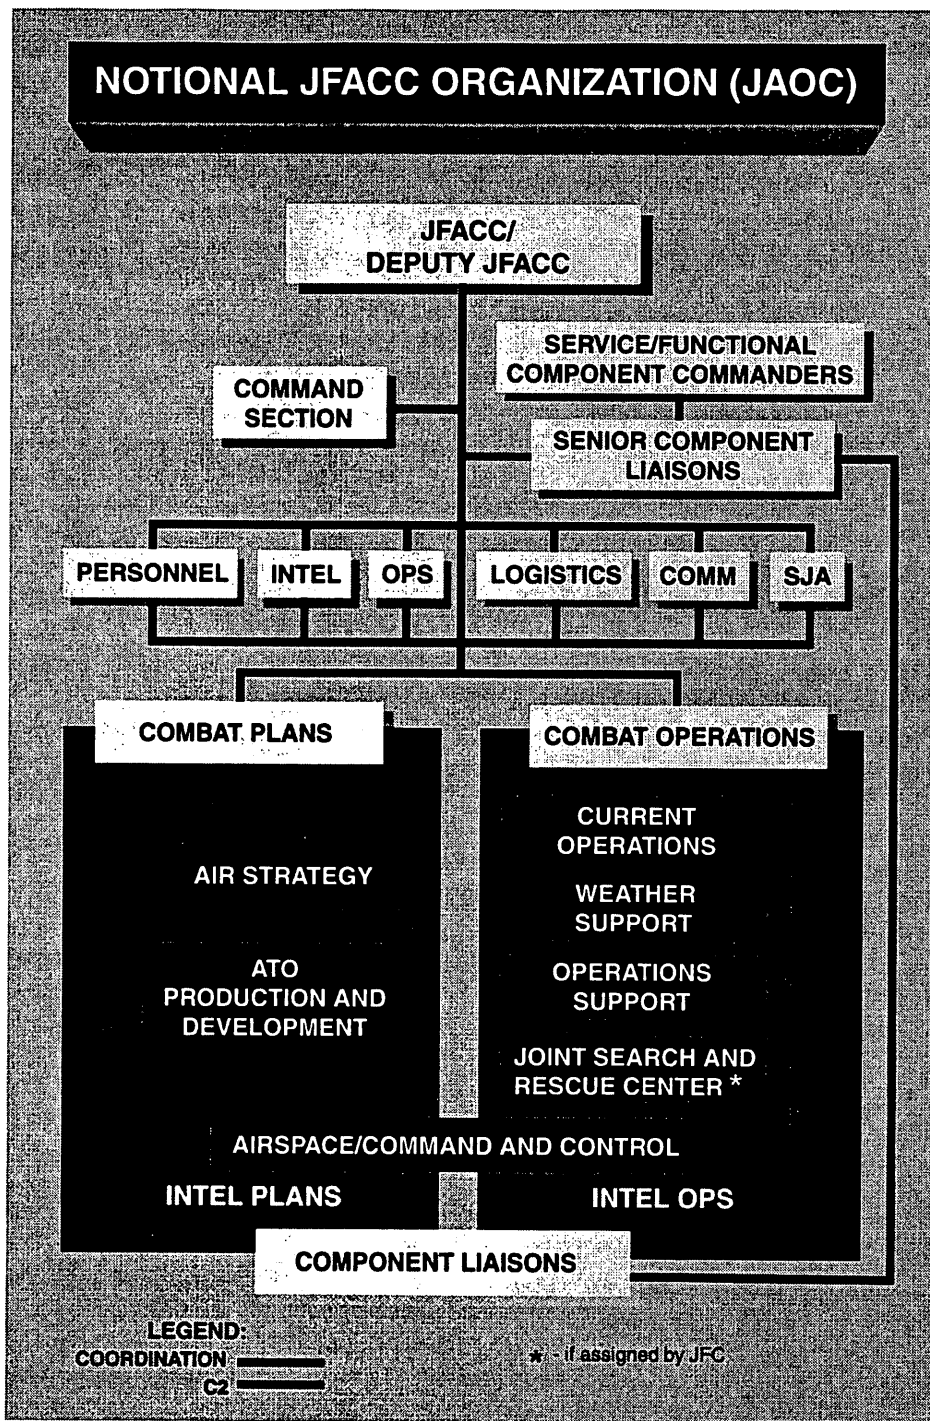 NOTIONAL JFACC ORGANIZATION (JAOC)
JFACC/
DEPUTY JFACC
SERVICE/FUNCTIONAL
COMPONENT COMMANDERS
COMMAND
SECTION
SENIOR COMPONENT
LIAISONS
PERSONNEL
INTEL
OPS
LOGISTICS
COMM
SJA
COMBAT PLANS
AIR STRATEGY
ATO
PRODUCTION AND
DEVELOPMENT
COMBAT OPERATIONS
CURRENT
OPERATIONS
WEATHER
SUPPORT
OPERATIONS
SUPPORT
JOINT SEARCH AND
RESCUE CENTER *
AIRSPACE/COMMAND AND CONTROL
INTEL PLANS
INTEL OPS
COMPONENT LIAISONS
LEGEND:
COORDINATION
C2
* - if assigned by JFC